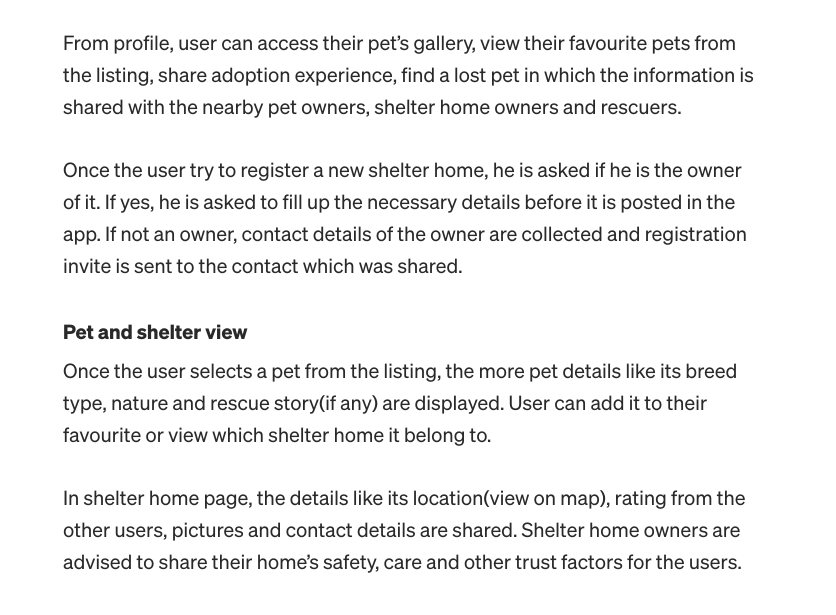 From profile, user can access their pet’s gallery, view their favourite pets from
the listing, share adoption experience, find a lost pet in which the information is
shared with the nearby pet owners, shelter home owners and rescuers.
Once the user try to register a new shelter home, he is asked if he is the owner
of it. If yes, he is asked to fill up the necessary details before it is posted in the
app. If not an owner, contact details of the owner are collected and registration
invite is sent to the contact which was shared.
Pet and shelter view
Once the user selects a pet from the listing, the more pet details like its breed
type, nature and rescue story(if any) are displayed. User can add it to their
favourite or view which shelter home it belong to.
In shelter home page, the details like its location(view on map), rating from the
other users, pictures and contact details are shared. Shelter home owners are
advised to share their home’s safety, care and other trust factors for the users.